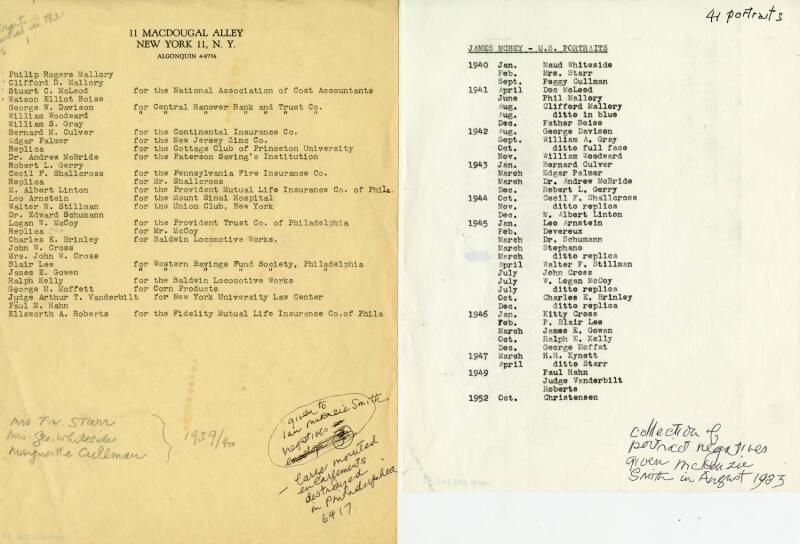 11 MACDOUGAL ALLEY
NEW YORK 11, N. Y.
ALGONQUIN 4-8756
Philip Rogers Mallory
Clifford D. Mallory
Stuart C. McLeod for the National Association of Cost Accountants
Watson Elliot Boise
George W. Davison for Central Hanover Bank and Trust Co.
William Woodward " " " " " "
William S. Gray
Bernard M. Culver for the Continental Insurance Co.
Edgar Palmer for the New Jersey Zinc Co.
Replica for the Cottage Club of Princeton University
Dr. Andrew McBride for the Paterson Saving's Institution
Robert L. Gerry
Cecil F. Shallcross for the Pennsylvania Fire Insurance Co.
Replica for Mr. Shallcross
M. Albert Linton for the Provident Mutual Life Insurance Co. of Phila.
Leo Arnstein for the Mount Sinai Hospital
Walter N. Stillman for the Union Club, New York
Dr. Edward Schumann
Logan W. McCoy for the Provident Trust Co. of Philadelphia
Replica for Mr. McCoy
Charles E. Brinley for Baldwin Locomotive Works.
John W. Cross
Mrs. John W. Cross
Blair Lee for Western Savings Fund Society, Philadelphia
James E. Gowen " " " " "
Ralph Kelly for the Baldwin Locomotive Works
George M. Moffett for Corn Products
Judge Arthur T. Vanderbilt for New York University Law Center
Paul M. Hahn
Ellsworth A. Roberts for the Fidelity Mutual Life Insurance Co.of Phila
Mrs F.W. Starr
Mrs. Geo. Whiteside
Marguerite Cullman
1939/40
given to
Ian McKenzie Smith
negatives
– large mounted
enlargements
destroyed
in Philadelphia
6417
41 portraits
JAMES MCBEY - U.S. PORTRAITS
1940 Jan. Maud Whiteside
Feb. Mrs. Starr
Sept. Peggy Cullman
1941 April Doc McLeod
June Phil Mallory
Aug. Clifford Mallory
Aug. ditto in blue
Dec. Father Boise
1942 Aug. George Davison
Sept. William A. Gray
Oct. ditto full face
Nov. William Woodward
1943 Jan. Bernard Culver
March Edgar Palmer
March Dr. Andrew McBride
Dec. Robert L. Gerry
1944 Oct. Cecil F. Shallcross
Nov. ditto replica
Dec. M. Albert Linton
1945 Jan. Leo Arnstein
Feb. Devereux
March Dr. Schumann
March Stephano
March ditto replica
April Walter F. Stillman
July John Cross
July W. Logan McCoy
July ditto replica
Oct. Charles E. Brinley
Dec. ditto replica
1946 Jan. Kitty Cross
Feb. F. Blair Lee
March James E. Gowan
Oct. Ralph E. Kelly
Dec. George Moffat
1947 March H.H. Kynett
April ditto Starr
1949 Paul Hahn
Judge Vanderbilt
Roberts
1952 Oct. Christensen
collection of
portrait negatives
given McKenzie
Smith in August 1983